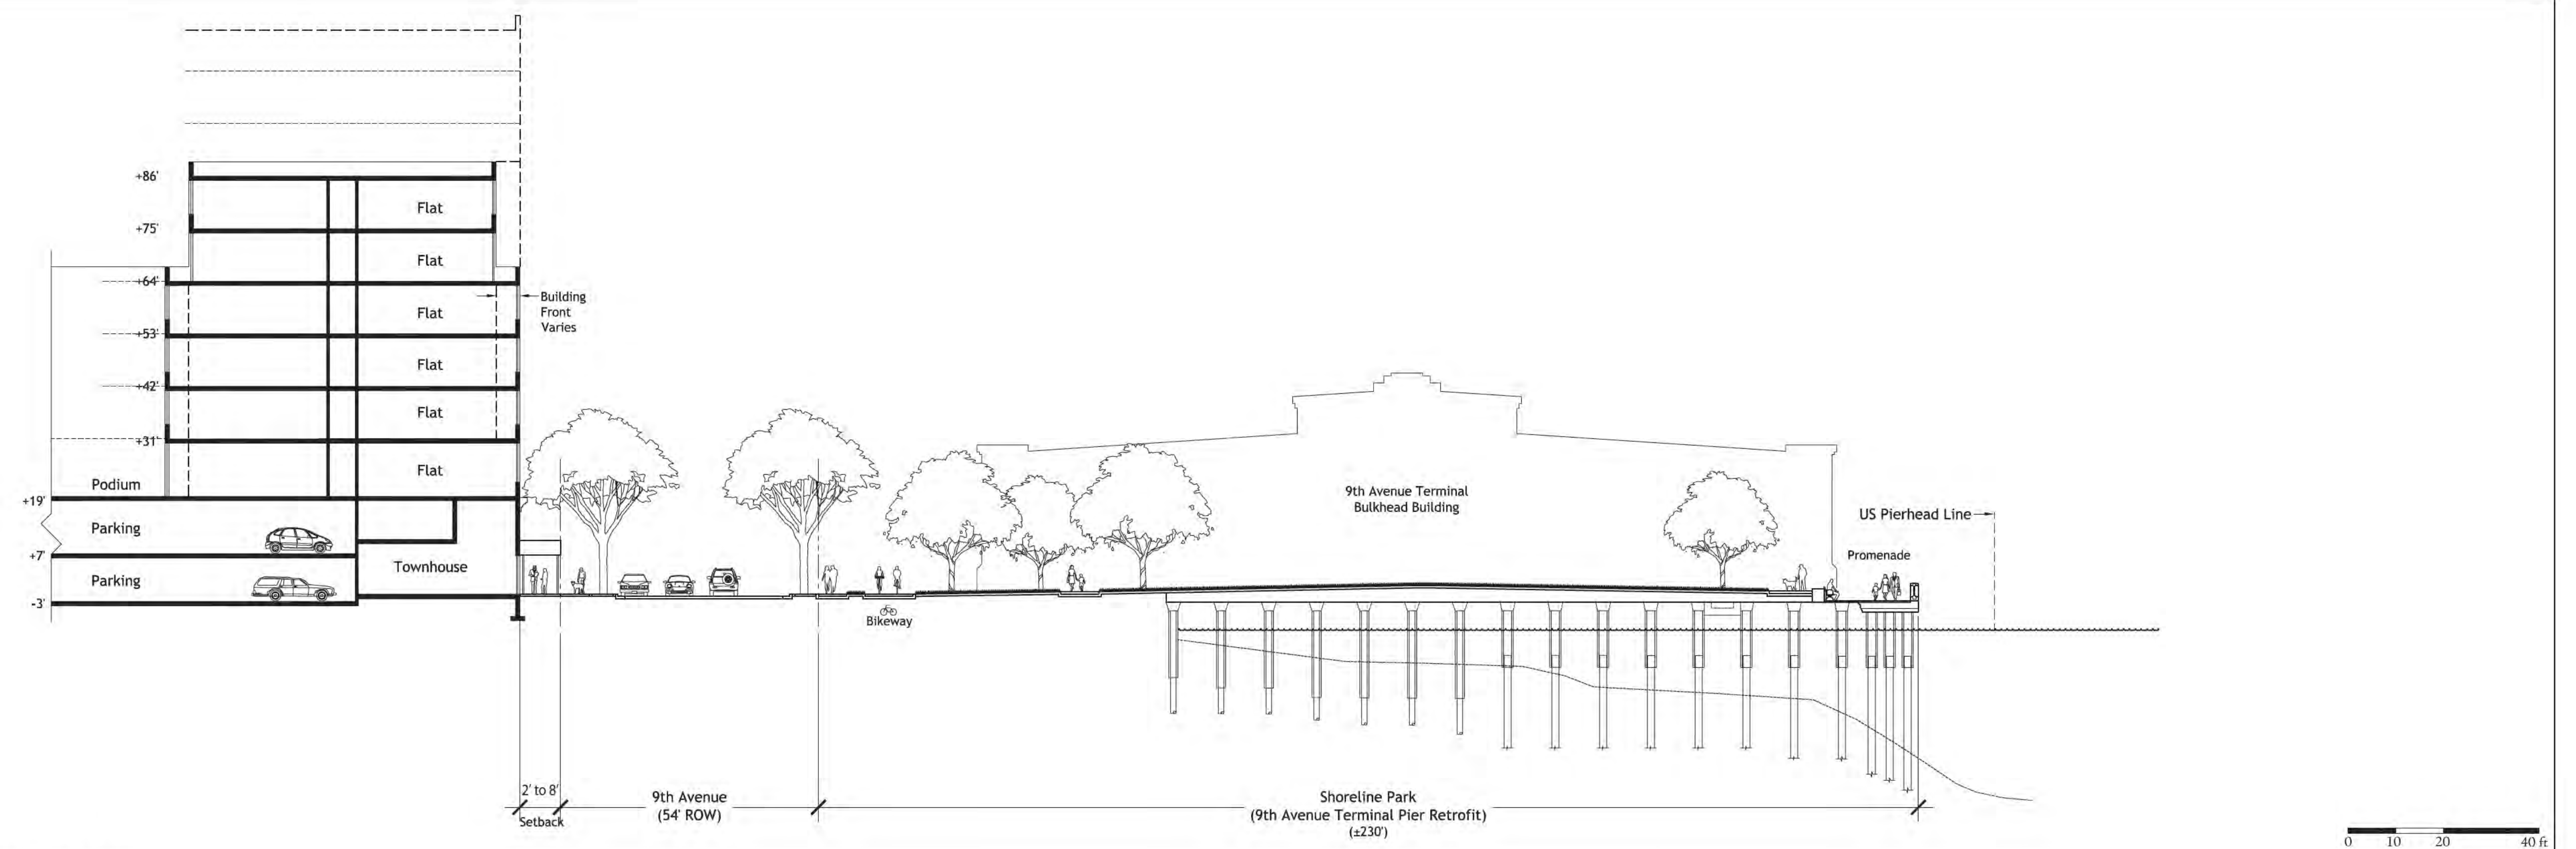 +86'
Flat
+75'
Flat
+64'
Building
Front
Varies
Flat
+53'
Flat
+42'
Flat
+31'
Flat
Podium
+19'
Parking
+7'
Parking
Townhouse
-3'
9th Avenue Terminal
Bulkhead Building
US Pierhead Line
Promenade
Bikeway
2' to 8'
Setback
9th Avenue
(54' ROW)
Shoreline Park
(9th Avenue Terminal Pier Retrofit)
(±230')
0 10 20 40 ft